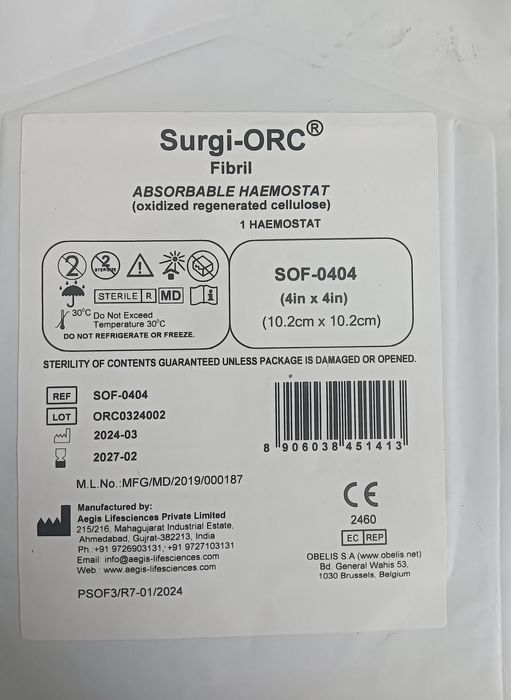 Surgi-ORC®
Fibril
ABSORBABLE HAEMOSTAT
(oxidized regenerated cellulose)
1 HAEMOSTAT
2
2
STERILIZE
STERILE R MD i
30°C Do Not Exceed
Temperature 30°C
DO NOT REFRIGERATE OR FREEZE.
SOF-0404
(4in x 4in)
(10.2cm x 10.2cm)
STERILITY OF CONTENTS GUARANTEED UNLESS PACKAGE IS DAMAGED OR OPENED.
REF SOF-0404
LOT ORC0324002
2024-03
2027-02
8 906038 451413
M.L.No.:MFG/MD/2019/000187
Manufactured by:
Aegis Lifesciences Private Limited
215/216, Mahagujarat Industrial Estate,
Ahmedabad, Gujrat-382213, India
Ph.:+91 9726903131,+91 9727103131
Email: info@aegis-lifesciences.com
Web.: www.aegis-lifesciences.com
PSOF3/R7-01/2024
CE
2460
EC REP
OBELIS S.A (www.obelis.net)
Bd. General Wahis 53,
1030 Brussels, Belgium